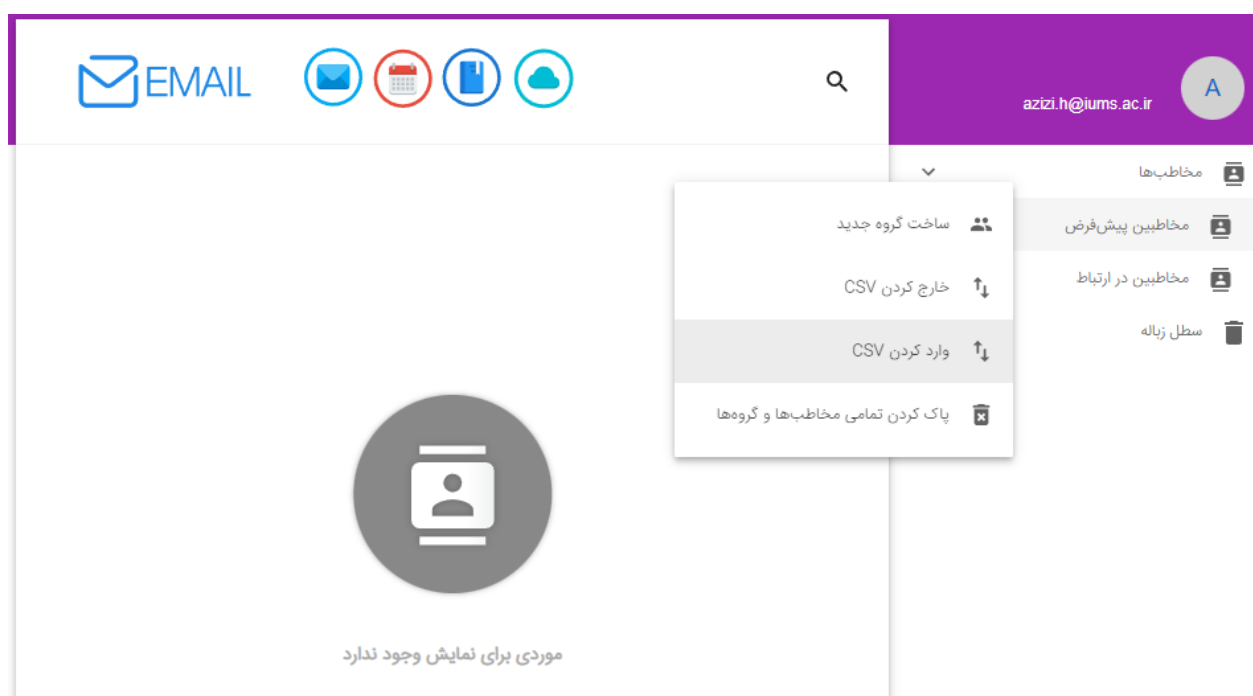 EMAIL
A
azizi.h@iums.ac.ir
مخاطب‌ها
مخاطبین پیش‌فرض
مخاطبین در ارتباط
سطل زباله
ساخت گروه جدید
خارج کردن CSV
وارد کردن CSV
پاک کردن تمامی مخاطب‌ها و گروه‌ها
موردی برای نمایش وجود ندارد